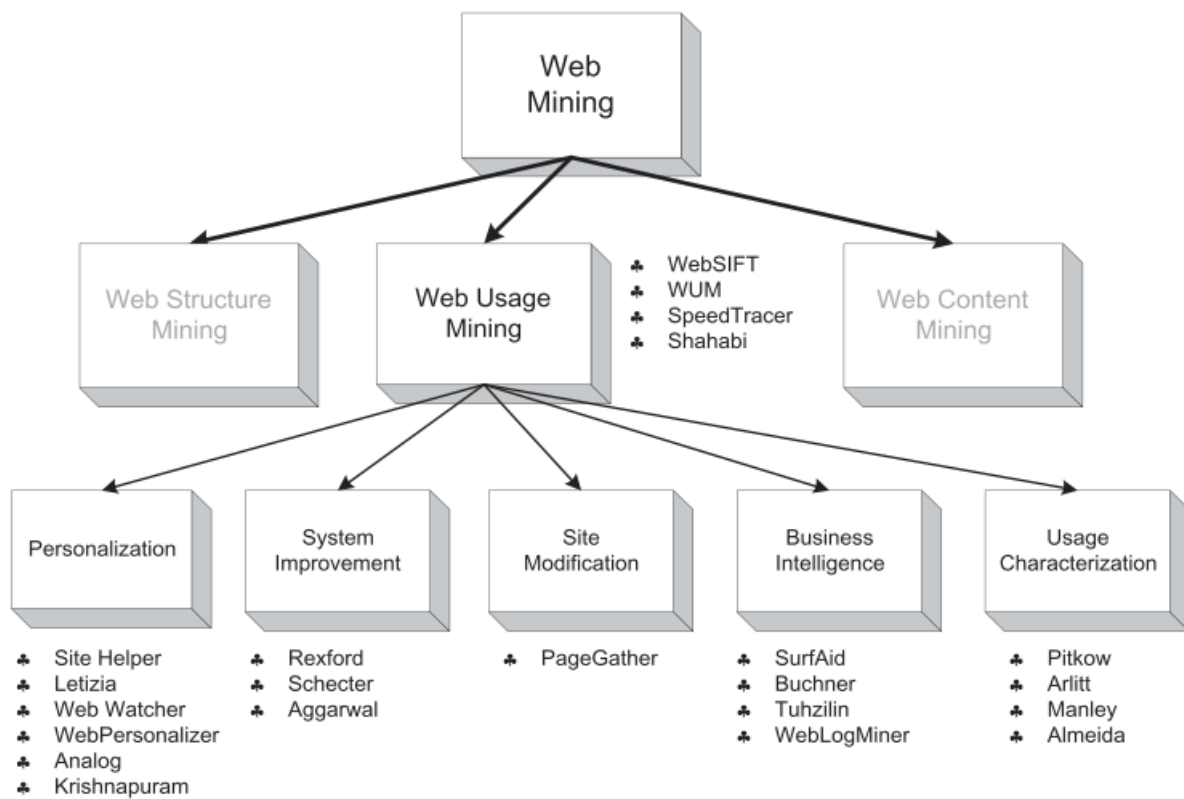 Web
Mining
Web Structure
Mining
Web Usage
Mining
♣ WebSIFT
♣ WUM
♣ SpeedTracer
♣ Shahabi
Web Content
Mining
Personalization
System
Improvement
Site
Modification
Business
Intelligence
Usage
Characterization
♣ Site Helper
♣ Letizia
♣ Web Watcher
♣ WebPersonalizer
♣ Analog
♣ Krishnapuram
♣ Rexford
♣ Schecter
♣ Aggarwal
♣ PageGather
♣ SurfAid
♣ Buchner
♣ Tuhzilin
♣ WebLogMiner
♣ Pitkow
♣ Arlitt
♣ Manley
♣ Almeida